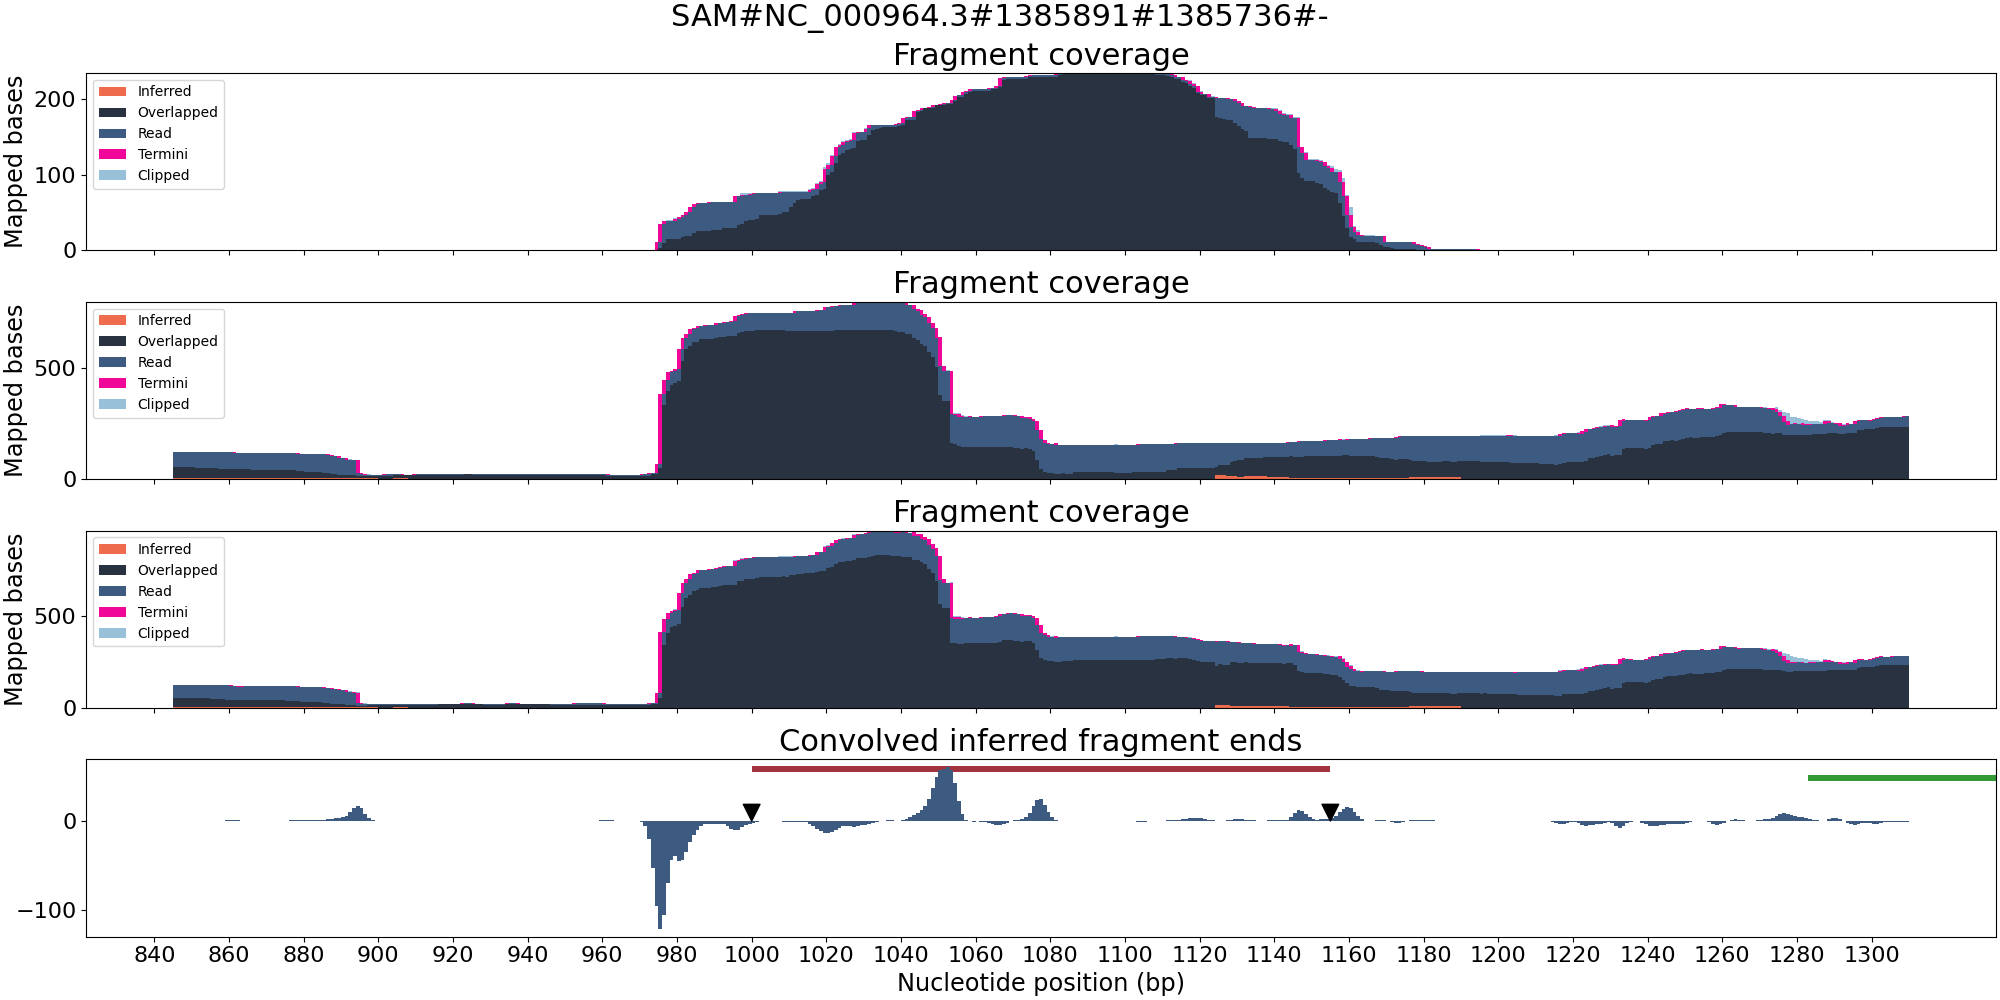 SAM#NC_000964.3#1385891#1385736#-
Fragment coverage
Mapped bases
200
100
0
Inferred
Overlapped
Read
Termini
Clipped
Fragment coverage
Mapped bases
500
0
Inferred
Overlapped
Read
Termini
Clipped
Fragment coverage
Mapped bases
500
0
Inferred
Overlapped
Read
Termini
Clipped
Convolved inferred fragment ends
0
−100
840 860 880 900 920 940 960 980 1000 1020 1040 1060 1080 1100 1120 1140 1160 1180 1200 1220 1240 1260 1280 1300
Nucleotide position (bp)